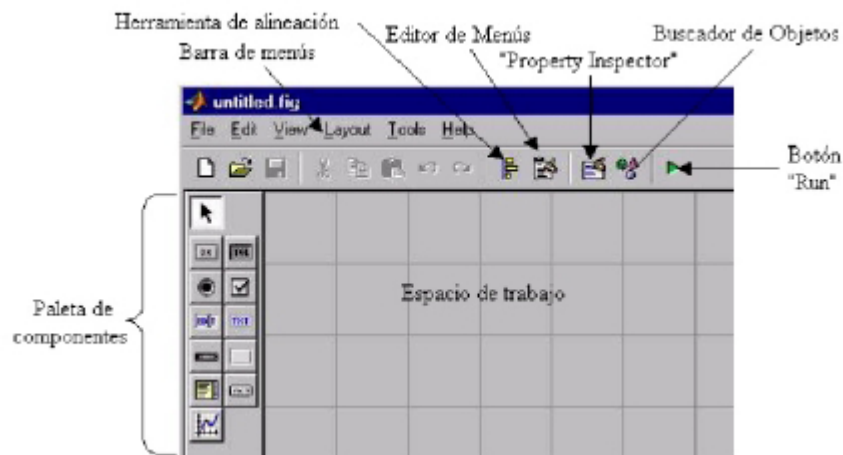 Herramienta de alineación
Editor de Menús
Buscador de Objetos
Barra de menús
"Property Inspector"
untitled.fig
File Edit View Layout Tools Help
Botón
"Run"
Espacio de trabajo
Paleta de
componentes
TXT